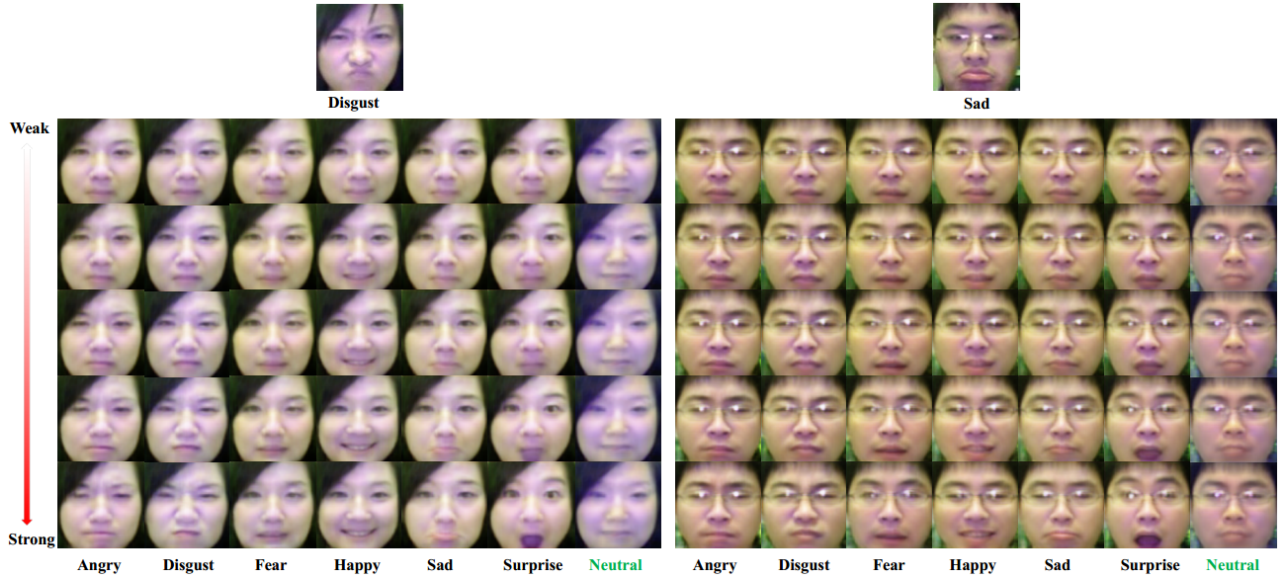 Disgust
Sad
Weak
Strong
Angry Disgust Fear Happy Sad Surprise Neutral Angry Disgust Fear Happy Sad Surprise Neutral